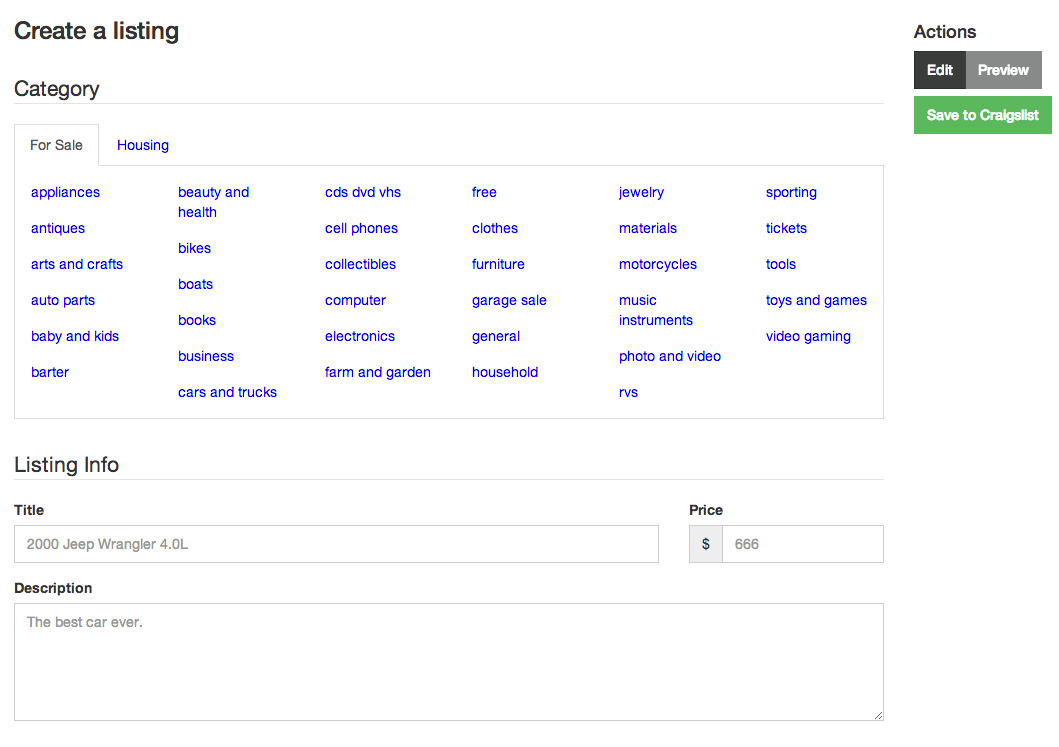 Create a listing
Category
For Sale
Housing
appliances
antiques
arts and crafts
auto parts
baby and kids
barter
beauty and
health
bikes
boats
books
business
cars and trucks
cds dvd vhs
cell phones
collectibles
computer
electronics
farm and garden
free
clothes
furniture
garage sale
general
household
jewelry
materials
motorcycles
music
instruments
photo and video
rvs
sporting
tickets
tools
toys and games
video gaming
Listing Info
Title
2000 Jeep Wrangler 4.0L
Price
$ 666
Description
The best car ever.
Actions
Edit
Preview
Save to Craigslist